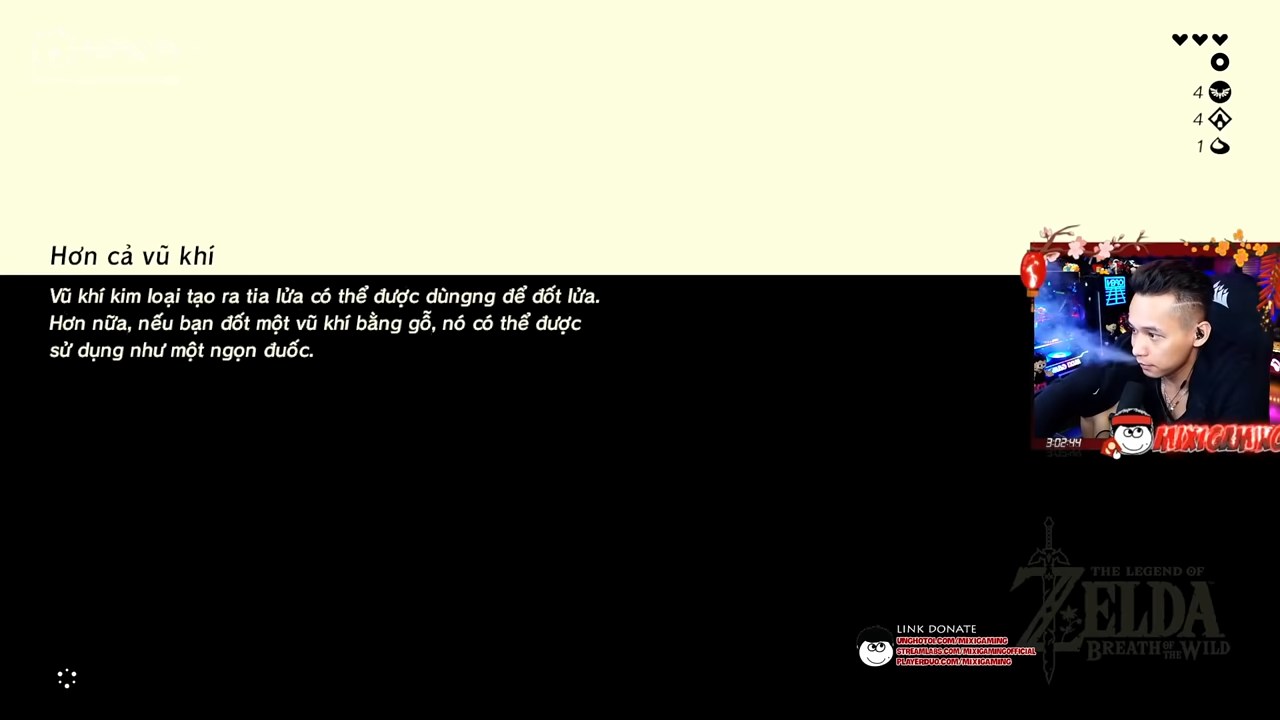 4
4
1
Hơn cả vũ khí
Vũ khí kim loại tạo ra tia lửa có thể được dùngng để đốt lửa.
Hơn nữa, nếu bạn đốt một vũ khí bằng gỗ, nó có thể được
sử dụng như một ngọn đuốc.
3:02:44
MIXIGAMING
THE LEGEND OF
ZELDA
BREATH OF THE WILD
LINK DONATE
UNGHOTOI.COM/MIXIGAMING
STREAMLABS.COM/MIXIGAMINGOFFICIAL
PLAYERDUO.COM/MIXIGAMING